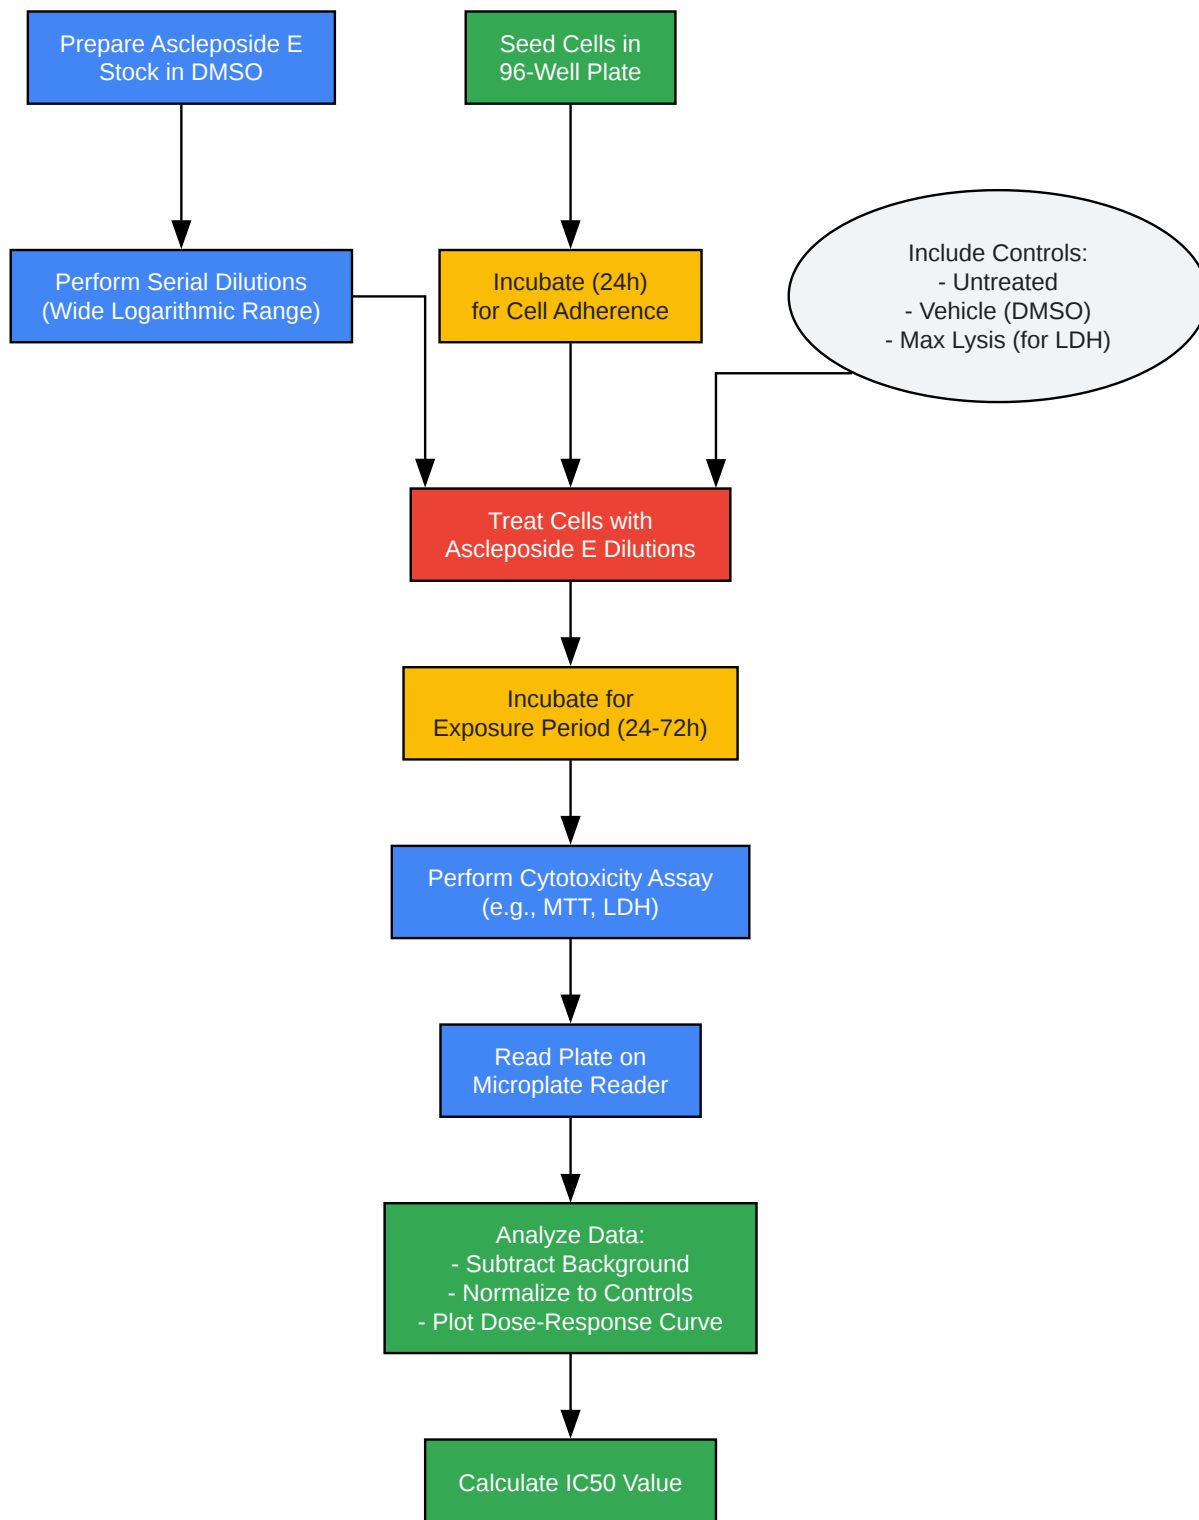 Prepare Ascleposide E
Stock in DMSO
Seed Cells in
96-Well Plate
Perform Serial Dilutions
(Wide Logarithmic Range)
Incubate (24h)
for Cell Adherence
Include Controls:
- Untreated
- Vehicle (DMSO)
- Max Lysis (for LDH)
Treat Cells with
Ascleposide E Dilutions
Incubate for
Exposure Period (24-72h)
Perform Cytotoxicity Assay
(e.g., MTT, LDH)
Read Plate on
Microplate Reader
Analyze Data:
- Subtract Background
- Normalize to Controls
- Plot Dose-Response Curve
Calculate IC50 Value